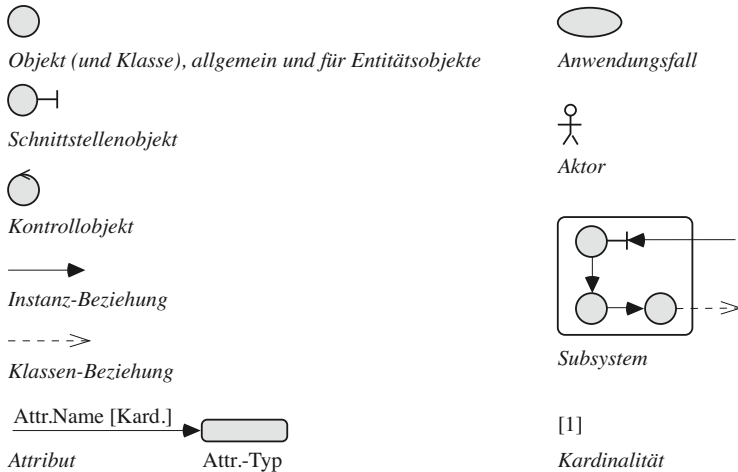 Objekt (und Klasse), allgemein und für Entitätsobjekte
Schnittstellenobjekt
Kontrollobjekt
Instanz-Beziehung
Klassen-Beziehung
Attr.Name [Kard.]
Attribut
Attr.-Typ
Anwendungsfall
Aktor
Subsystem
[1]
Kardinalität